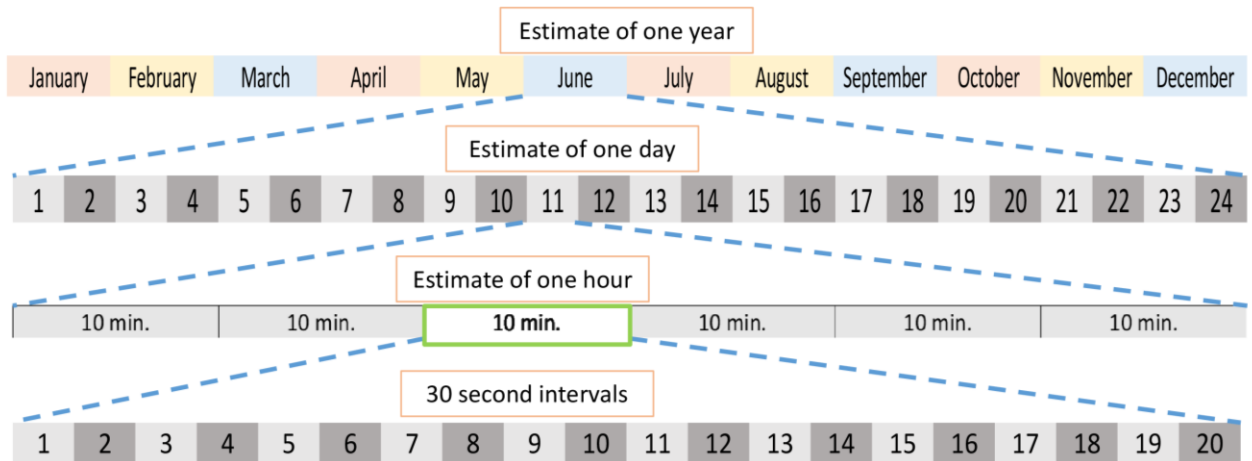 Estimate of one year
January February March April May June July August September October November December
Estimate of one day
1 2 3 4 5 6 7 8 9 10 11 12 13 14 15 16 17 18 19 20 21 22 23 24
Estimate of one hour
10 min. 10 min. 10 min. 10 min. 10 min. 10 min.
30 second intervals
1 2 3 4 5 6 7 8 9 10 11 12 13 14 15 16 17 18 19 20